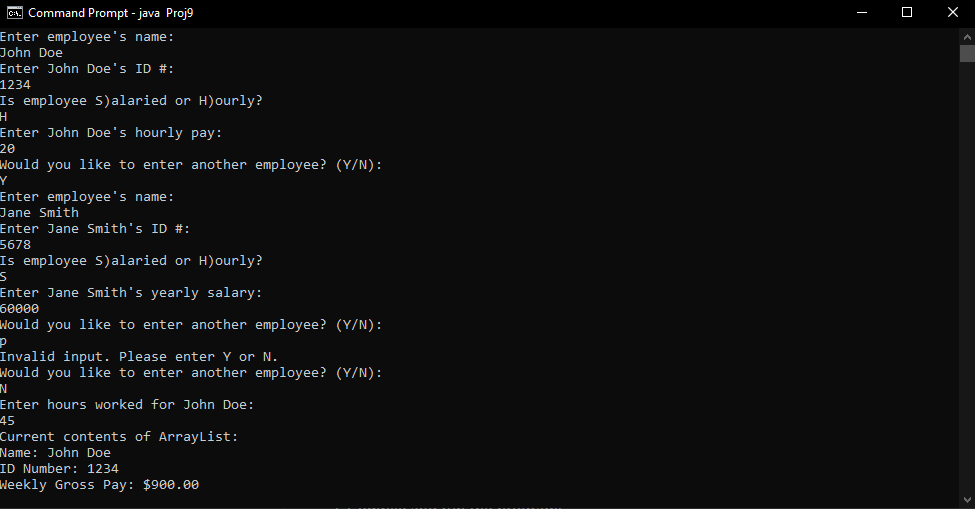 Command Prompt - java  Proj9
Enter employee's name:
John Doe
Enter John Doe's ID #:
1234
Is employee S)alaried or H)ourly?
H
Enter John Doe's hourly pay:
20
Would you like to enter another employee? (Y/N):
Y
Enter employee's name:
Jane Smith
Enter Jane Smith's ID #:
5678
Is employee S)alaried or H)ourly?
S
Enter Jane Smith's yearly salary:
60000
Would you like to enter another employee? (Y/N):
p
Invalid input. Please enter Y or N.
Would you like to enter another employee? (Y/N):
N
Enter hours worked for John Doe:
45
Current contents of ArrayList:
Name: John Doe
ID Number: 1234
Weekly Gross Pay: $900.00